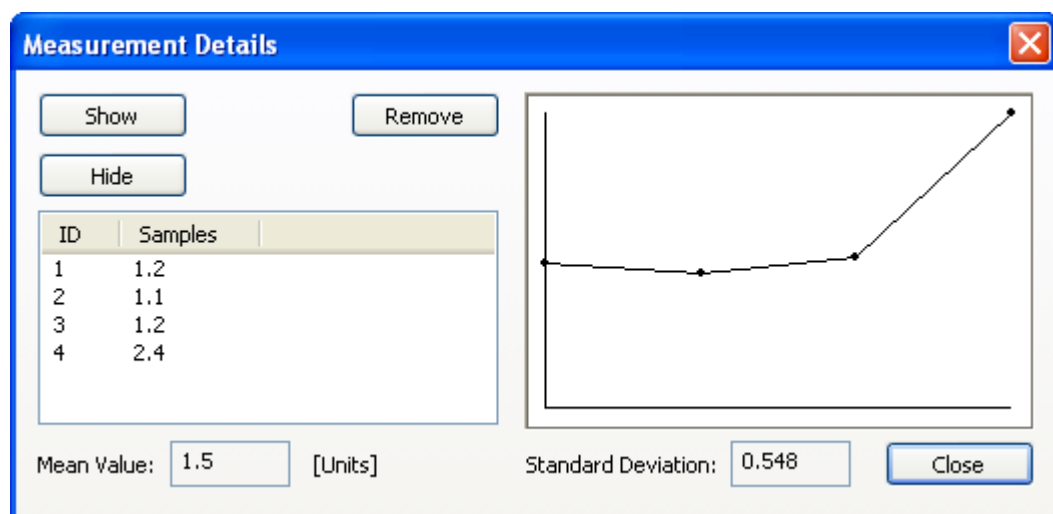 Measurement Details
Show
Remove
Hide
ID Samples
1 1.2
2 1.1
3 1.2
4 2.4
Mean Value: 1.5 [Units]
Standard Deviation: 0.548
Close